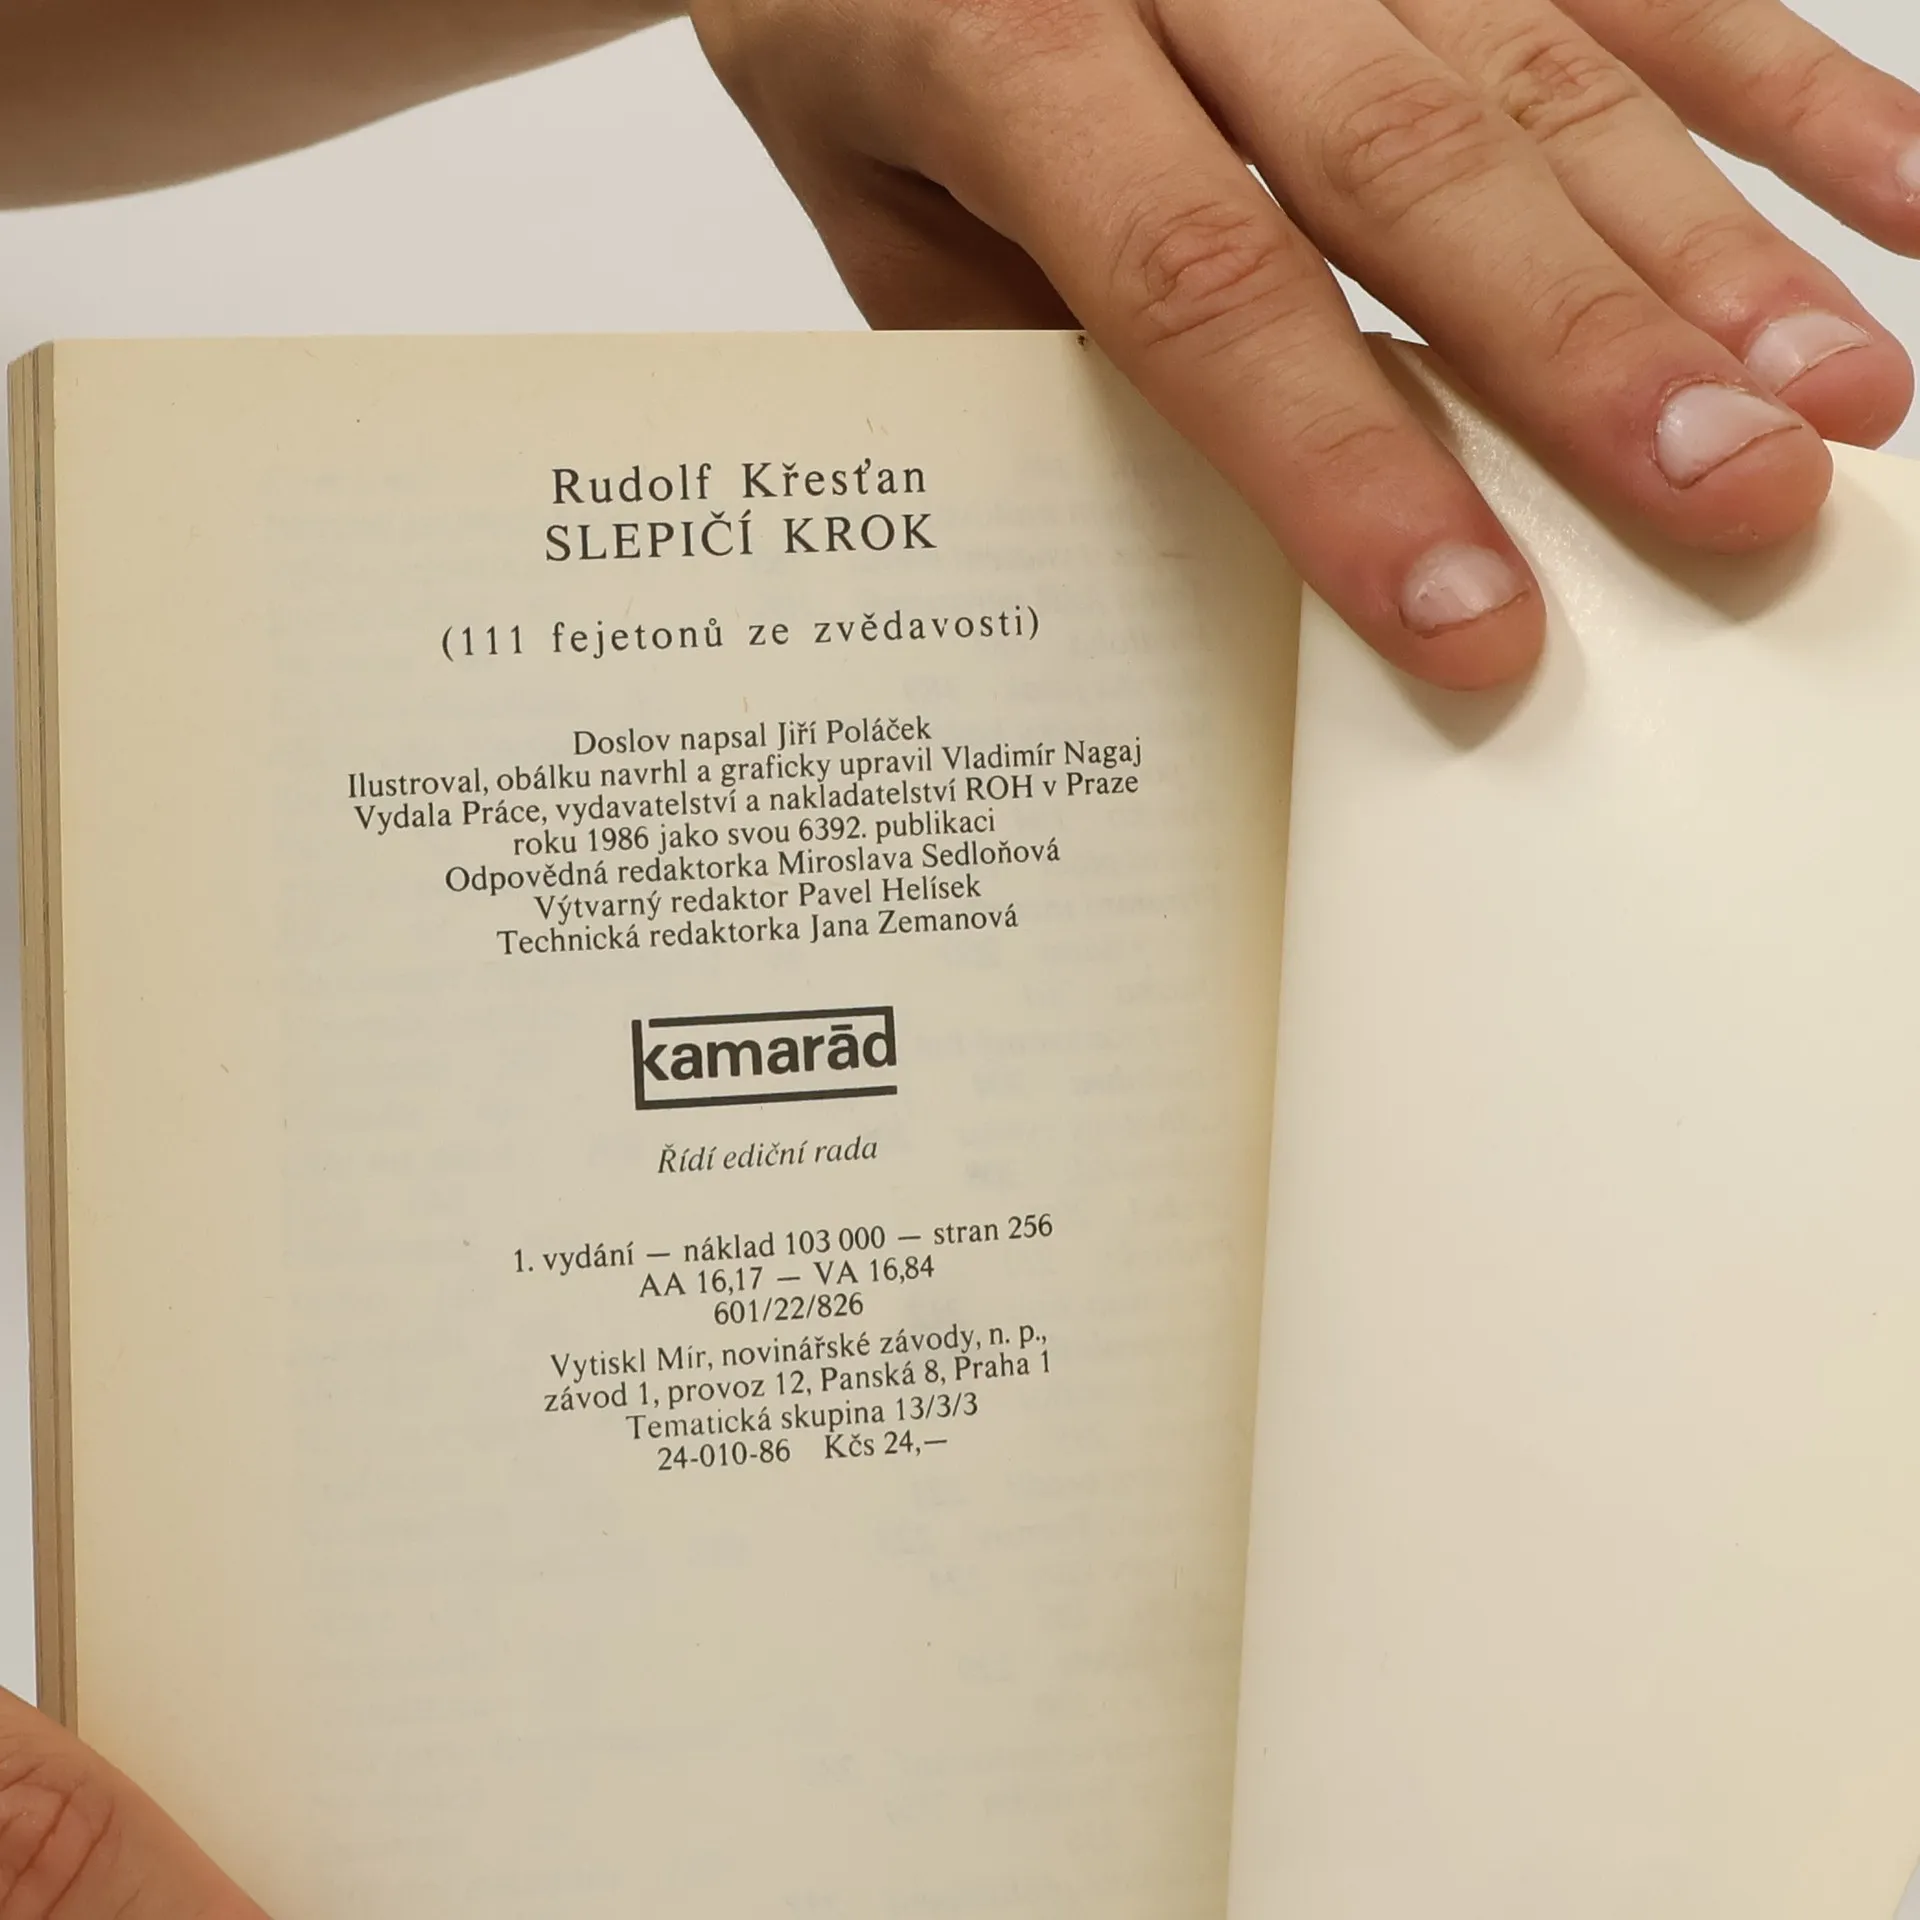 Rudolf Křesťan
SLEPIČÍ KROK
(111 fejetonů ze zvědavosti)
Doslov napsal Jiří Poláček
Ilustroval, obálku navrhl a graficky upravil Vladimír Nagaj
Vydala Práce, vydavatelství a nakladatelství ROH v Praze
roku 1986 jako svou 6392. publikaci
Odpovědná redaktorka Miroslava Sedloňová
Výtvarný redaktor Pavel Helísek
Technická redaktorka Jana Zemanová
kamarād
Řídí ediční rada
1. vydání — náklad 103 000 — stran 256
AA 16,17 — VA 16,84
601/22/826
Vytiskl Mír, novinářské závody, n. p.,
závod 1, provoz 12, Panská 8, Praha 1
Tematická skupina 13/3/3
24-010-86 Kčs 24,—